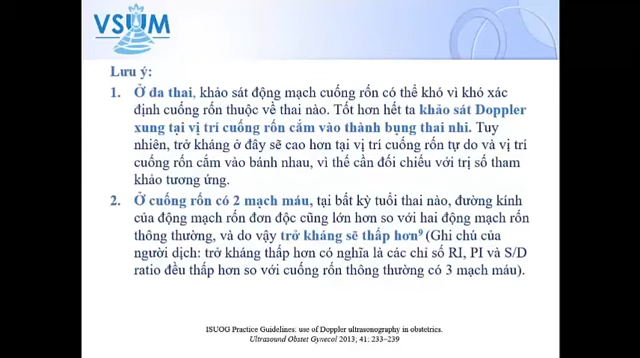 VSUM
Lưu ý:
1. Ở đa thai, khảo sát động mạch cuống rốn có thể khó vì khó xác
định cuống rốn thuộc về thai nào. Tốt hơn hết ta khảo sát Doppler
xung tại vị trí cuống rốn cắm vào thành bụng thai nhi. Tuy
nhiên, trở kháng ở đây sẽ cao hơn tại vị trí cuống rốn tự do và vị trí
cuống rốn cắm vào bánh nhau, vì thế cần đối chiếu với trị số tham
khảo tương ứng.
2. Ở cuống rốn có 2 mạch máu, tại bất kỳ tuổi thai nào, đường kính
của động mạch rốn đơn độc cũng lớn hơn so với hai động mạch rốn
thông thường, và do vậy trở kháng sẽ thấp hơn⁹ (Ghi chú của
người dịch: trở kháng thấp hơn có nghĩa là các chỉ số RI, PI và S/D
ratio đều thấp hơn so với cuống rốn thông thường có 3 mạch máu).
ISUOG Practice Guidelines: use of Doppler ultrasonography in obstetrics.
Ultrasound Obstet Gynecol 2013; 41: 233–239